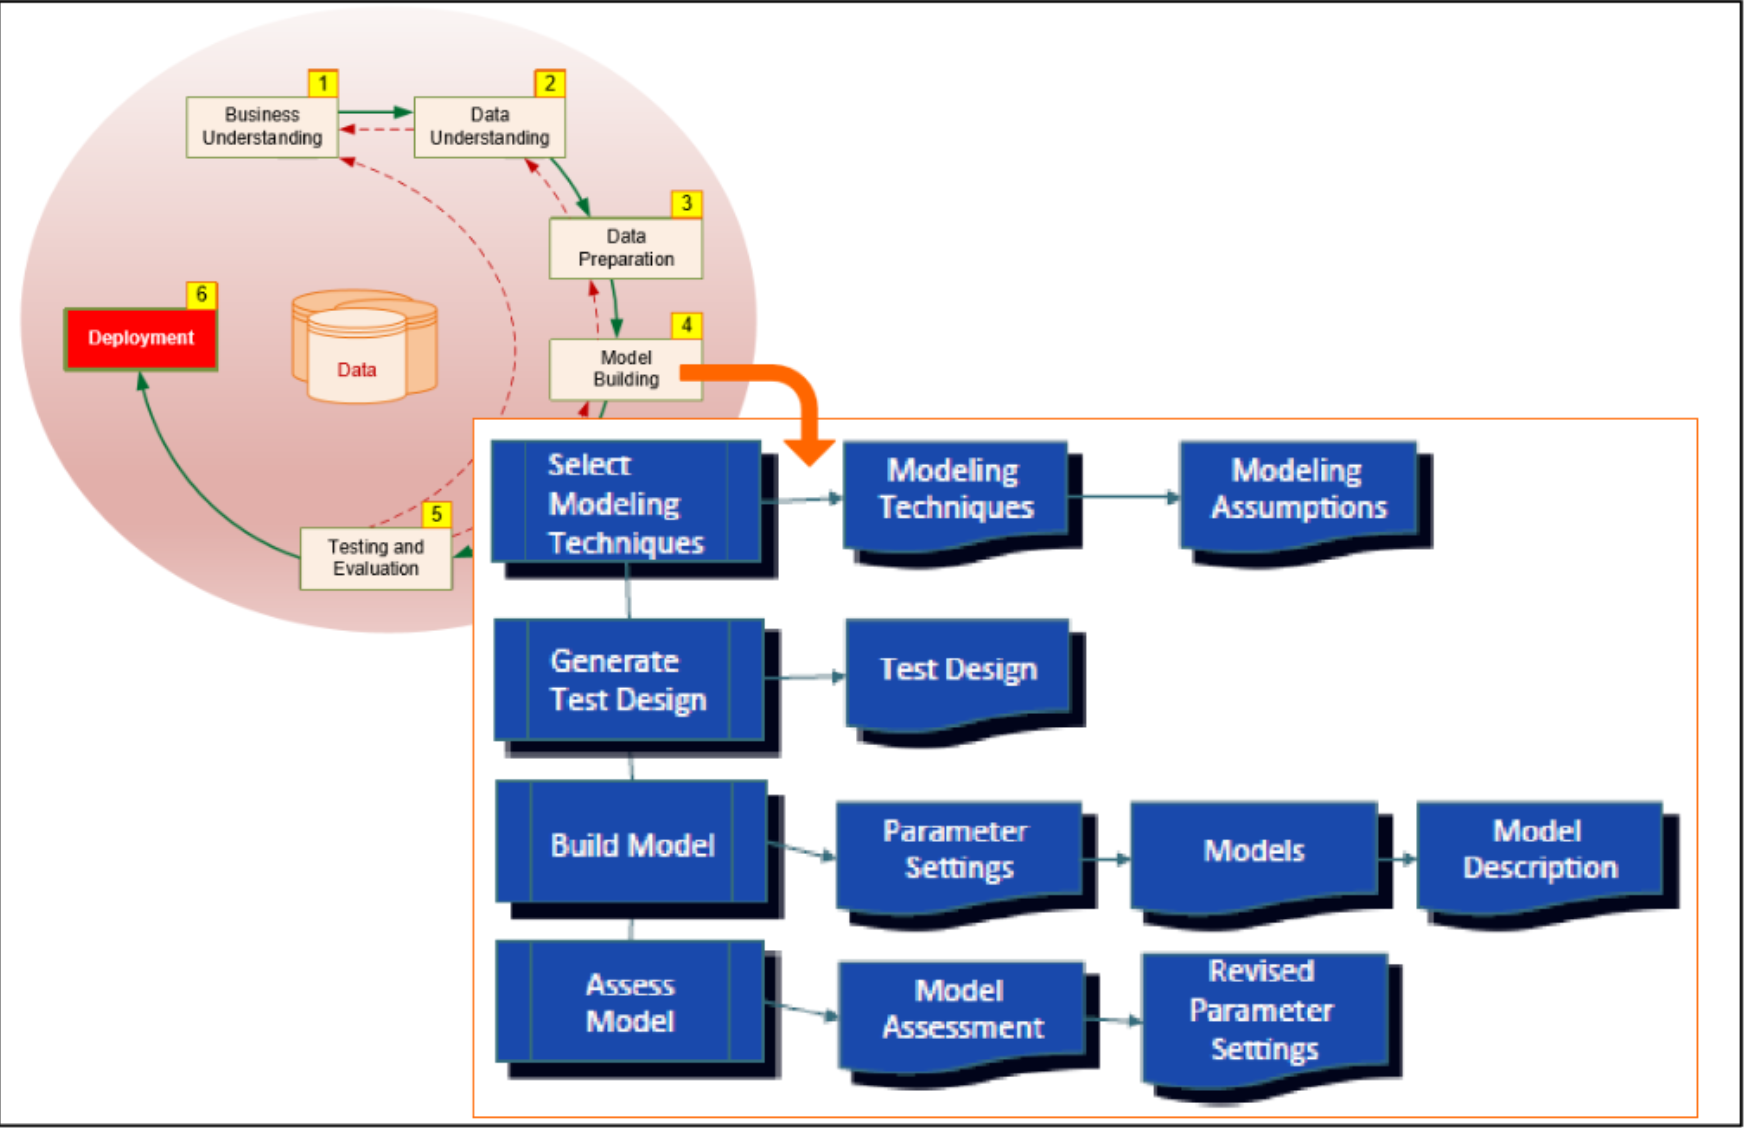 1
Business
Understanding
2
Data
Understanding
3
Data
Preparation
4
Model
Building
5
Testing and
Evaluation
6
Deployment
Data
Select
Modeling
Techniques
Modeling
Techniques
Modeling
Assumptions
Generate
Test Design
Test Design
Build Model
Parameter
Settings
Models
Model
Description
Assess
Model
Model
Assessment
Revised
Parameter
Settings